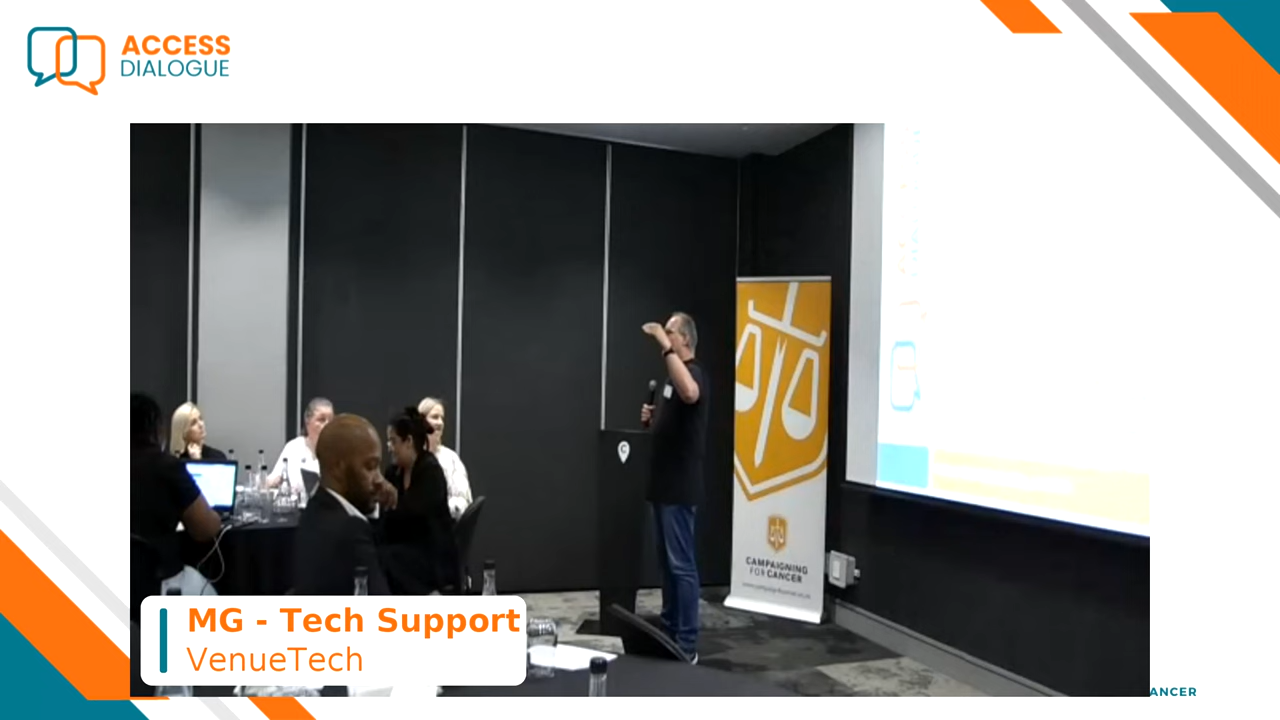 ACCESS
DIALOGUE
C
CAMPAIGNING
FOR CANCER
MG - Tech Support
VenueTech
ANCER